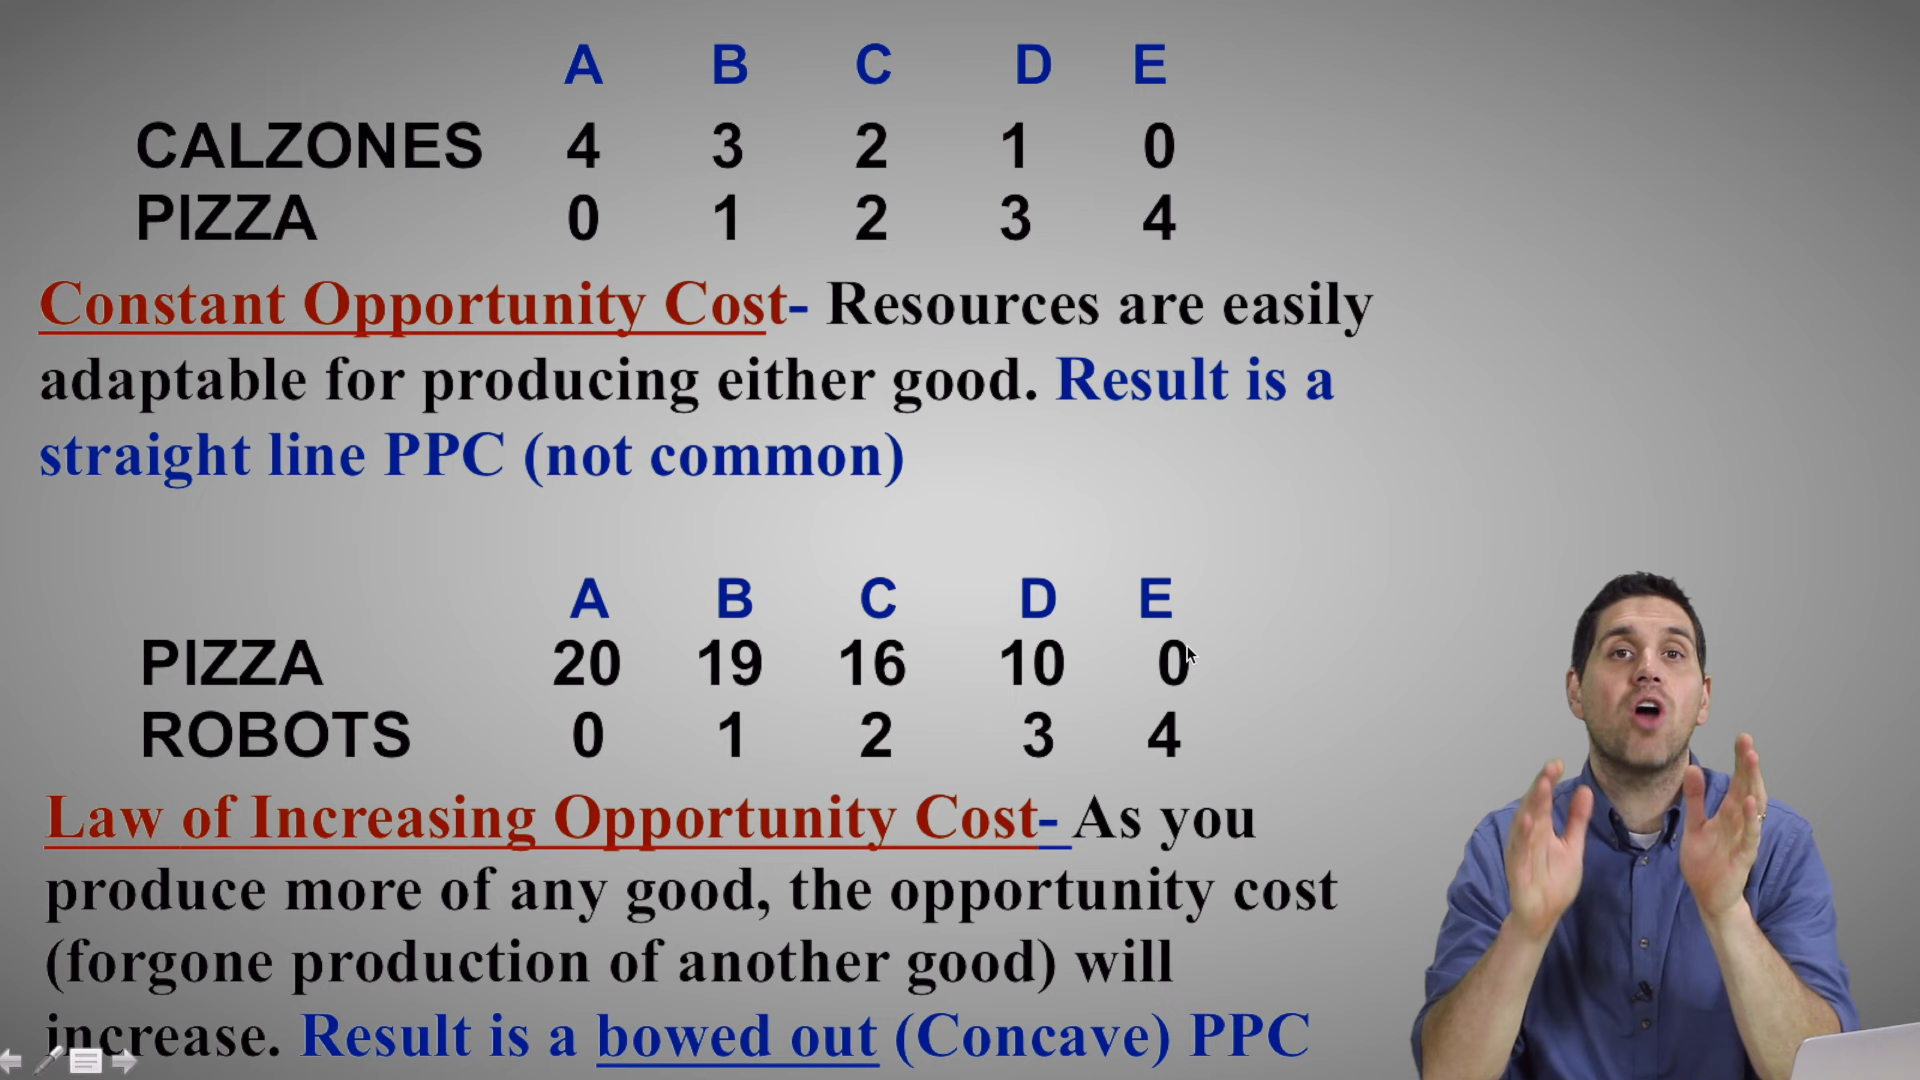 A B C D E
CALZONES 4 3 2 1 0
PIZZA 0 1 2 3 4
Constant Opportunity Cost- Resources are easily
adaptable for producing either good. Result is a
straight line PPC (not common)
A B C D E
PIZZA 20 19 16 10 0
ROBOTS 0 1 2 3 4
Law of Increasing Opportunity Cost- As you
produce more of any good, the opportunity cost
(forgone production of another good) will
increase. Result is a bowed out (Concave) PPC